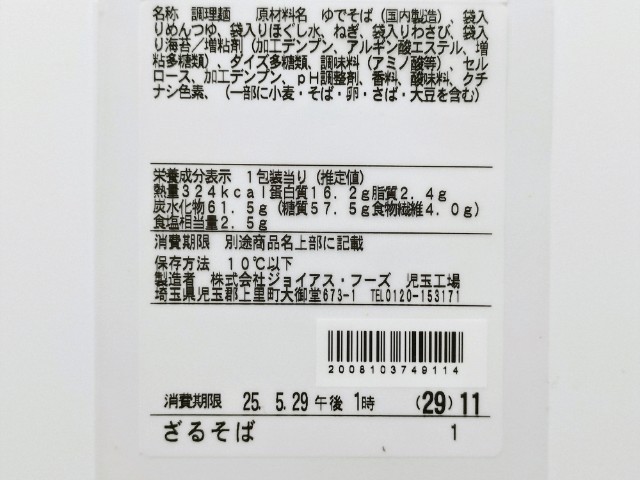 名称 調理麺 原材料名 ゆでそば（国内製造）、袋入
りめんつゆ、袋入りほぐし水、ねぎ、袋入りわさび、袋入
り海苔／増粘剤（加工デンプン、アルギン酸エステル、増
粘多糖類）、ダイズ多糖類、調味料（アミノ酸等）、セル
ロース、加工デンプン、pH調整剤、香料、酸味料、クチ
ナシ色素、（一部に小麦・そば・卵・さば・大豆を含む）
栄養成分表示 1包装当り（推定値）
熱量324kcal蛋白質16.2g脂質2.4g
炭水化物61.5g（糖質57.5g食物繊維4.0g）
食塩相当量2.5g
消費期限 別途商品名上部に記載
保存方法 10℃以下
製造者 株式会社ジョイアス・フーズ 児玉工場
埼玉県児玉郡上里町大御堂673-1 TEL0120-153171
2008103749114
消費期限 25. 5.29 午後 1時 (29) 11
ざるそば 1